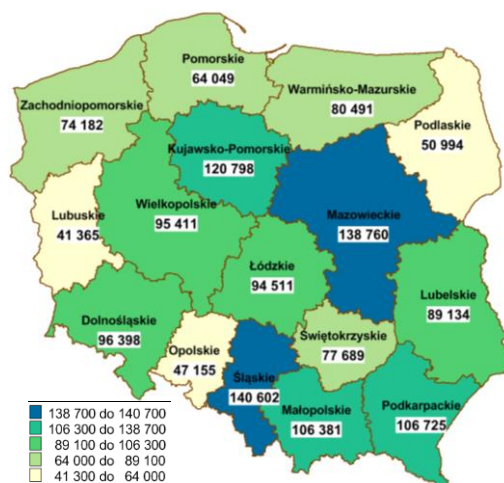 Pomorskie
64 049
Warmińsko-Mazurskie
80 491
Zachodniopomorskie
74 182
Podlaskie
50 994
Kujawsko-Pomorskie
120 798
Wielkopolskie
95 411
Lubuskie
41 365
Mazowieckie
138 760
Łódzkie
94 511
Lubelskie
89 134
Dolnośląskie
96 398
Świętokrzyskie
77 689
Opolskie
47 155
Śląskie
140 602
Małopolskie
106 381
Podkarpackie
106 725
138 700 do 140 700
106 300 do 138 700
89 100 do 106 300
64 000 do 89 100
41 300 do 64 000